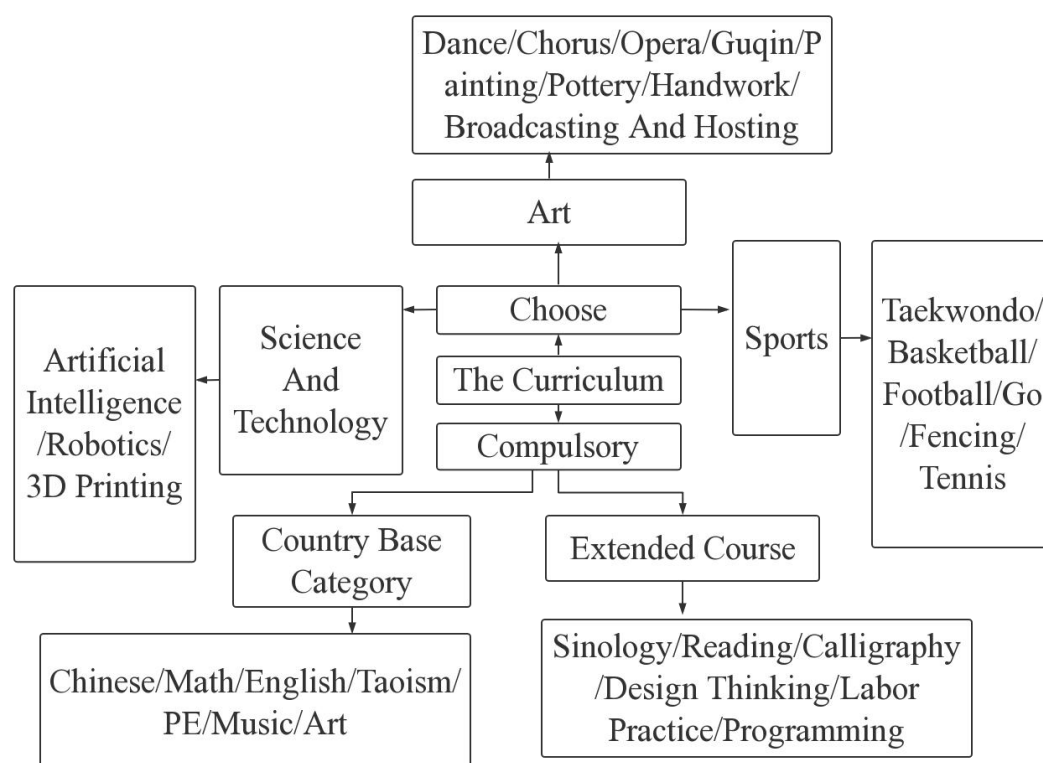 Dance/Chorus/Opera/Guqin/P
ainting/Pottery/Handwork/
Broadcasting And Hosting
Art
Choose
Science
And
Technology
Artificial
Intelligence
/Robotics/
3D Printing
Sports
Taekwondo/
Basketball/
Football/Go
/Fencing/
Tennis
The Curriculum
Compulsory
Country Base
Category
Extended Course
Chinese/Math/English/Taoism/
PE/Music/Art
Sinology/Reading/Calligraphy
/Design Thinking/Labor
Practice/Programming